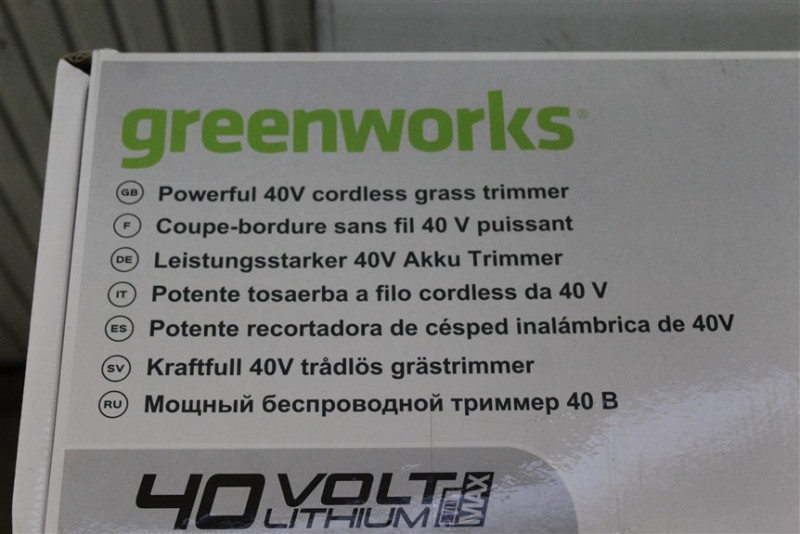 greenworks®
GB Powerful 40V cordless grass trimmer
F Coupe-bordure sans fil 40 V puissant
DE Leistungsstarker 40V Akku Trimmer
IT Potente tosaerba a filo cordless da 40 V
ES Potente recortadora de césped inalámbrica de 40V
SV Kraftfull 40V trådlös grästrimmer
RU Мощный беспроводной триммер 40 В
40 VOLT
LITHIUM MAX